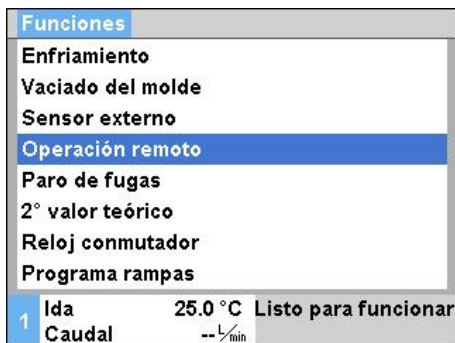 Funciones
Enfriamiento
Vaciado del molde
Sensor externo
Operación remoto
Paro de fugas
2° valor teórico
Reloj conmutador
Programa rampas
1 Ida 25.0 °C Listo para funcionar
Caudal -- L/min